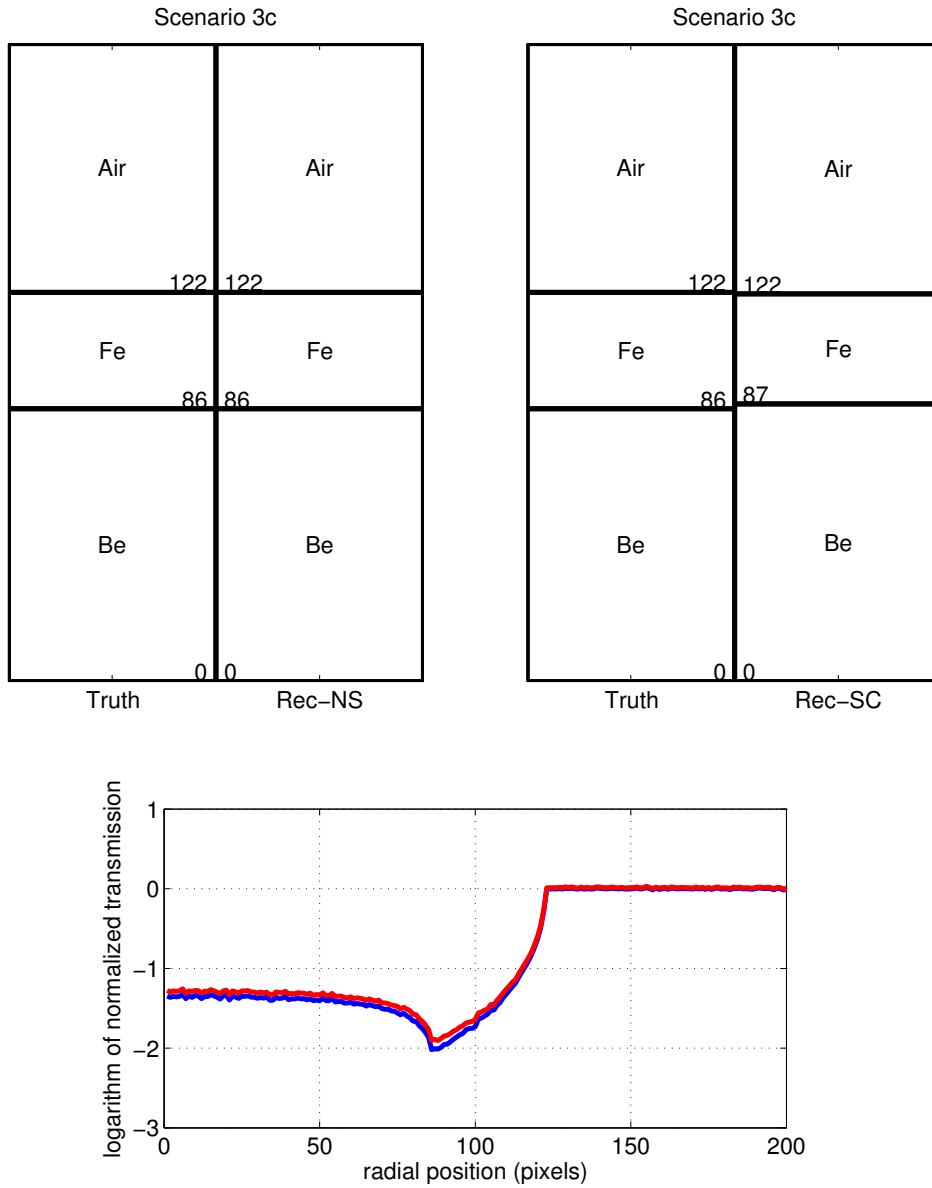 Scenario 3c
Scenario 3c
Air Air
Air Air
122 122
122 122
Fe Fe
Fe Fe
86 86
86 87
Be Be
Be Be
0 0
0 0
Truth Rec−NS
Truth Rec−SC
logarithm of normalized transmission
1
0
−1
−2
−3
0 50 100 150 200
radial position (pixels)